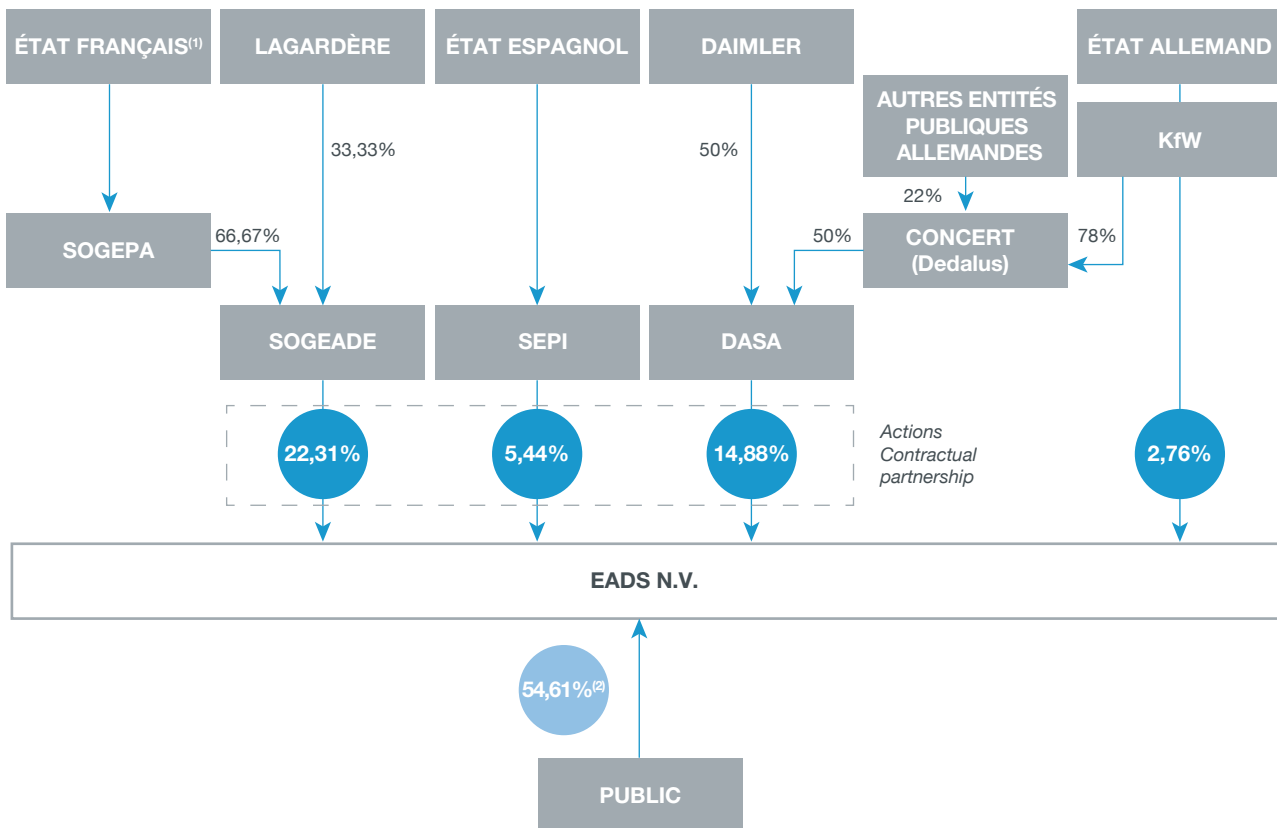 ÉTAT FRANÇAIS(1)
LAGARDÈRE
ÉTAT ESPAGNOL
DAIMLER
ÉTAT ALLEMAND
AUTRES ENTITÉS
PUBLIQUES
ALLEMANDES
KfW
33,33%
50%
22%
SOGEPA
66,67%
50%
CONCERT
(Dedalus)
78%
SOGEADE
SEPI
DASA
22,31%
5,44%
14,88%
Actions
Contractual
partnership
2,76%
EADS N.V.
54,61%(2)
PUBLIC